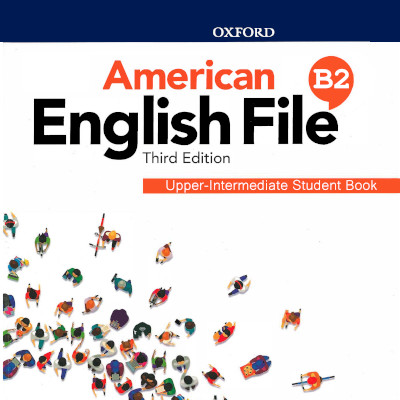 OXFORD
American
B2
English File
Third Edition
Upper-Intermediate Student Book